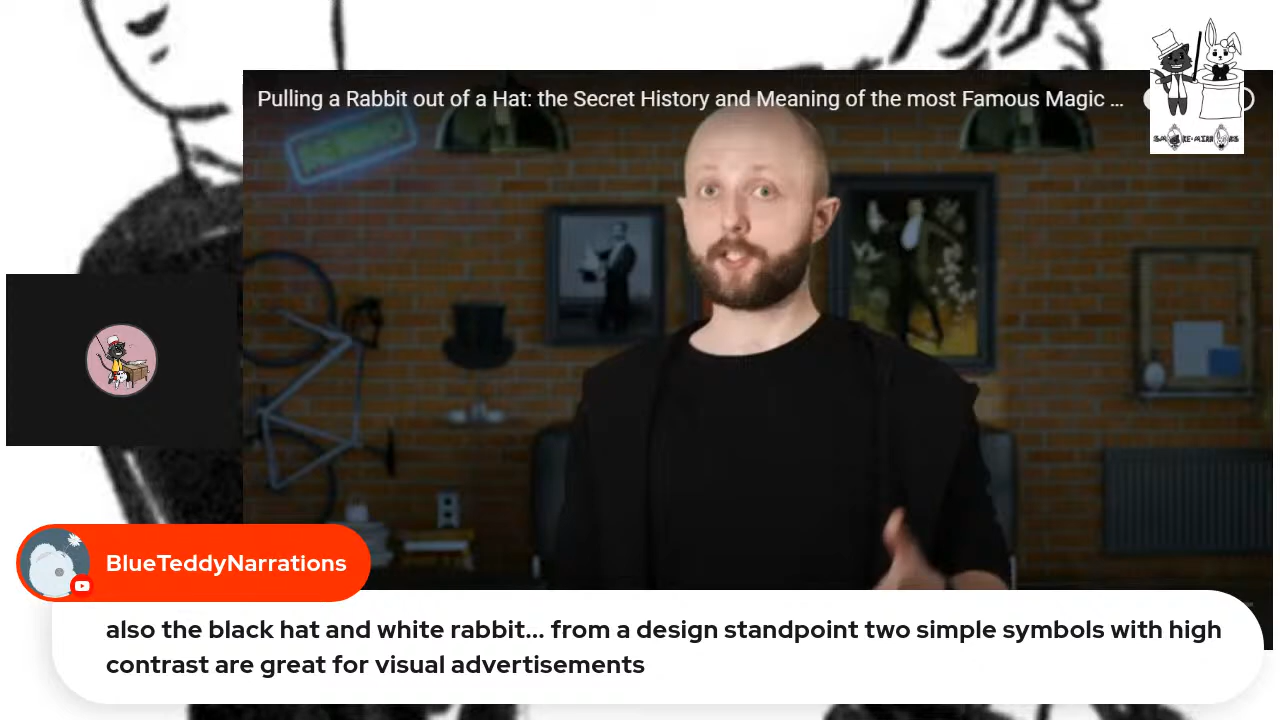 Pulling a Rabbit out of a Hat: the Secret History and Meaning of the most Famous Magic ...
BlueTeddyNarrations
also the black hat and white rabbit... from a design standpoint two simple symbols with high
contrast are great for visual advertisements